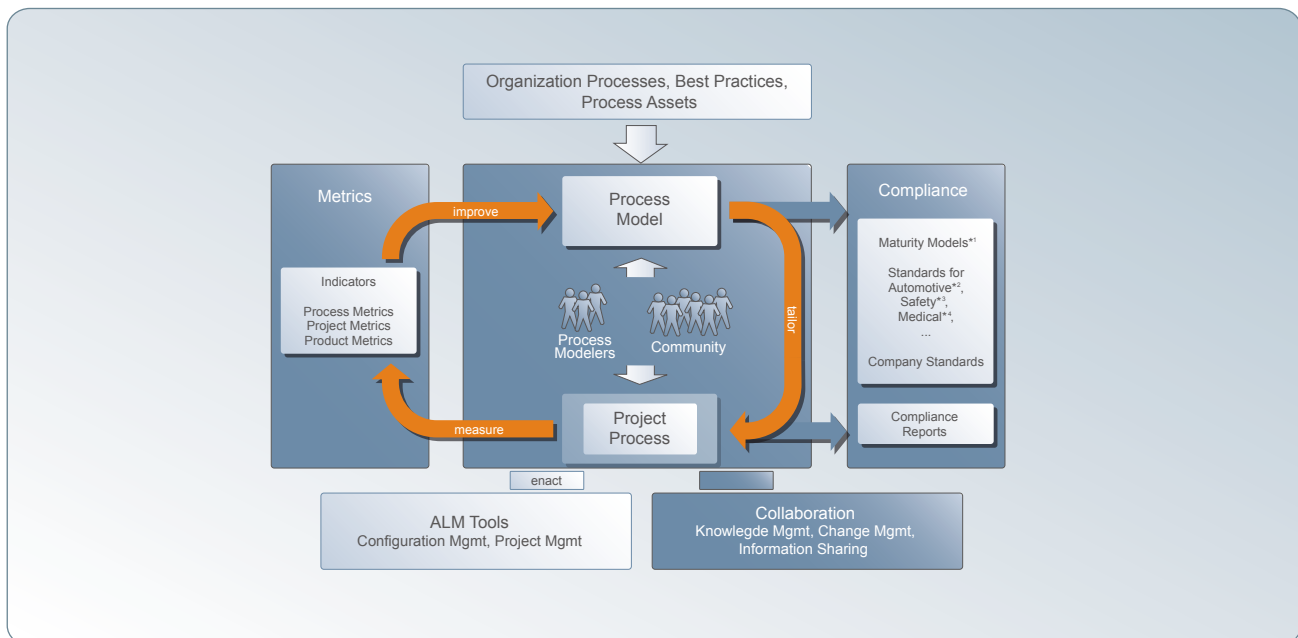 Organization Processes, Best Practices,
Process Assets
Metrics
improve
Process
Model
Compliance
Maturity Models*1
Standards for
Automotive*2,
Safety*3,
Medical*4,
...
Company Standards
Indicators
Process Metrics
Project Metrics
Product Metrics
tailor
Process
Modelers
Community
measure
Project
Process
Compliance
Reports
enact
ALM Tools
Configuration Mgmt, Project Mgmt
Collaboration
Knowlegde Mgmt, Change Mgmt,
Information Sharing